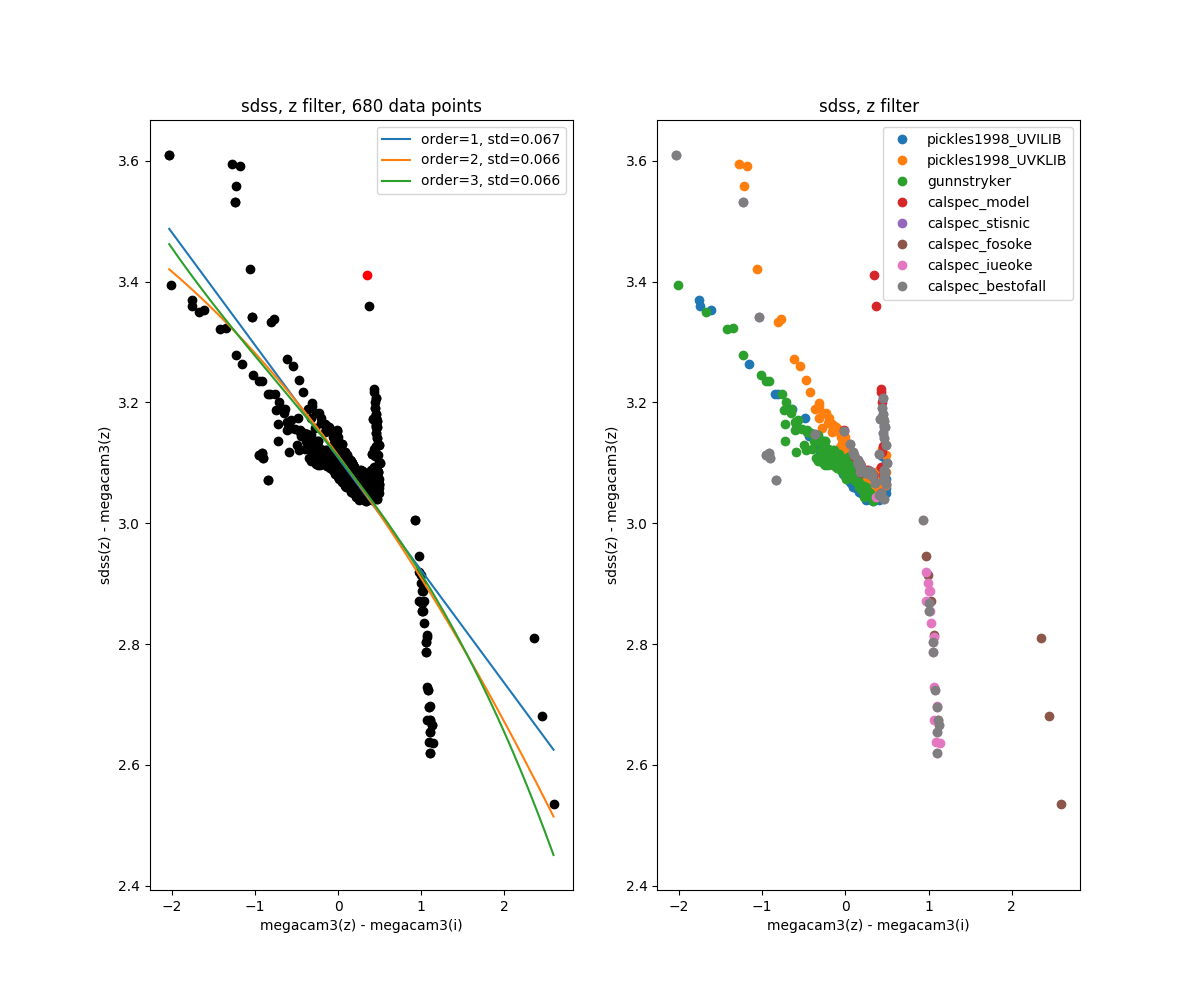 sdss, z filter, 680 data points
order=1, std=0.067
order=2, std=0.066
order=3, std=0.066
3.6
3.4
3.2
3.0
2.8
2.6
2.4
sdss(z) - megacam3(z)
−2
−1
0
1
2
megacam3(z) - megacam3(i)
sdss, z filter
pickles1998_UVILIB
pickles1998_UVKLIB
gunnstryker
calspec_model
calspec_stisnic
calspec_fosoke
calspec_iueoke
calspec_bestofall
3.6
3.4
3.2
3.0
2.8
2.6
2.4
sdss(z) - megacam3(z)
−2
−1
0
1
2
megacam3(z) - megacam3(i)